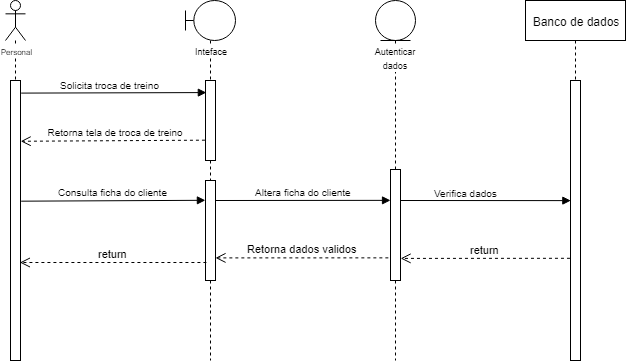 Personal
Inteface
Autenticar
dados
Banco de dados
Solicita troca de treino
Retorna tela de troca de treino
Consulta ficha do cliente
Altera ficha do cliente
Verifica dados
return
Retorna dados validos
return